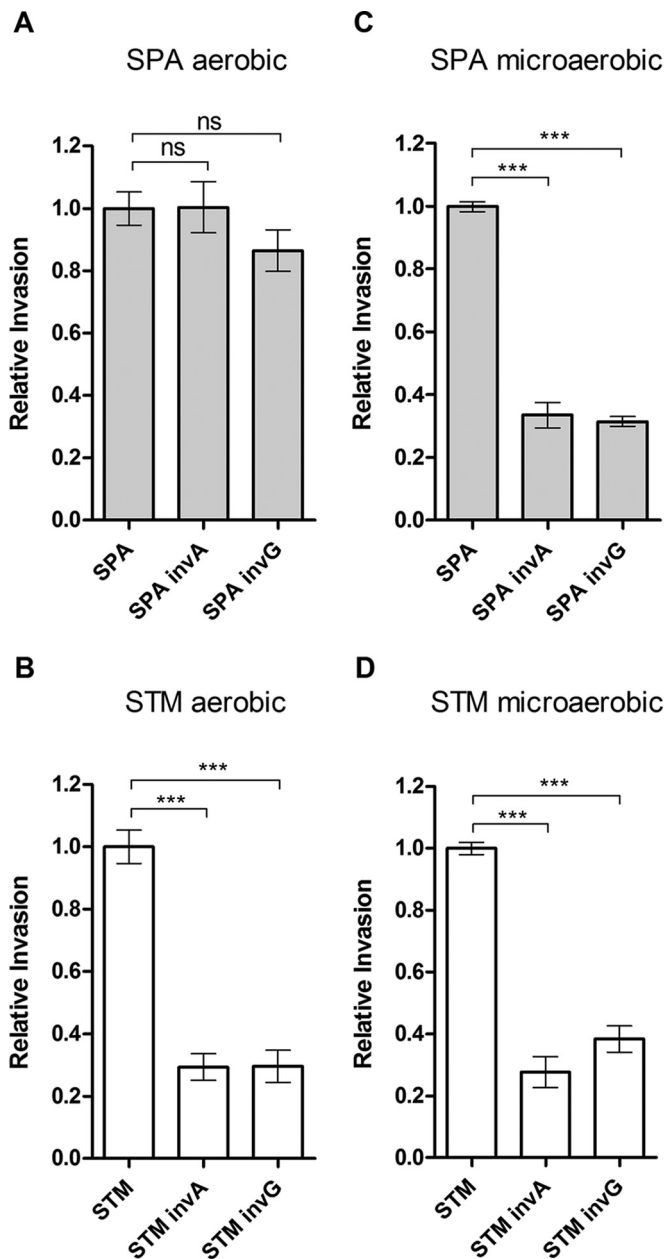 A
SPA aerobic
Relative Invasion
1.2
1.0
0.8
0.6
0.4
0.2
0.0
ns
ns
SPA
SPA invA
SPA invG
C
SPA microaerobic
Relative Invasion
1.2
1.0
0.8
0.6
0.4
0.2
0.0
***
***
SPA
SPA invA
SPA invG
B
STM aerobic
Relative Invasion
1.2
1.0
0.8
0.6
0.4
0.2
0.0
***
***
STM
STM invA
STM invG
D
STM microaerobic
Relative Invasion
1.2
1.0
0.8
0.6
0.4
0.2
0.0
***
***
STM
STM invA
STM invG